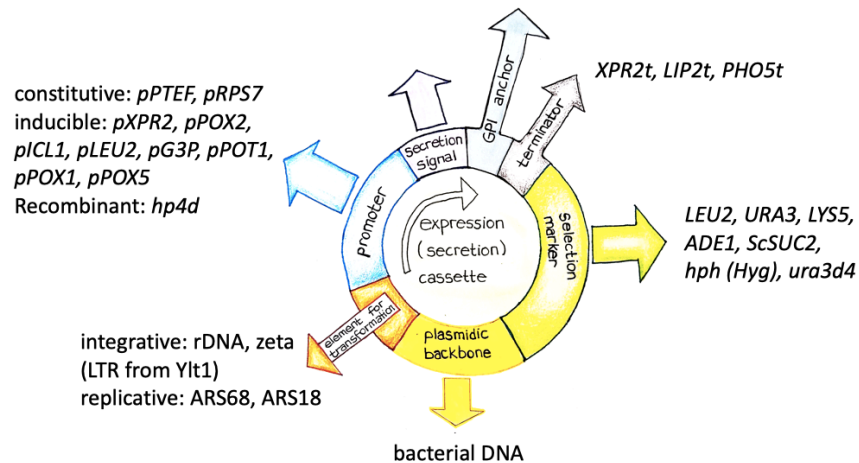 constitutive: pPTEF, pRPS7
inducible: pXPR2, pPOX2,
pICL1, pLEU2, pG3P, pPOT1,
pPOX1, pPOX5
Recombinant: hp4d
XPR2t, LIP2t, PHO5t
GPI anchor
secretion
signal
terminator
promoter
expression
(secretion)
cassette
selection
marker
LEU2, URA3, LYS5,
ADE1, ScSUC2,
hph (Hyg), ura3d4
element for
transformation
plasmidic
backbone
integrative: rDNA, zeta
(LTR from Ylt1)
replicative: ARS68, ARS18
bacterial DNA